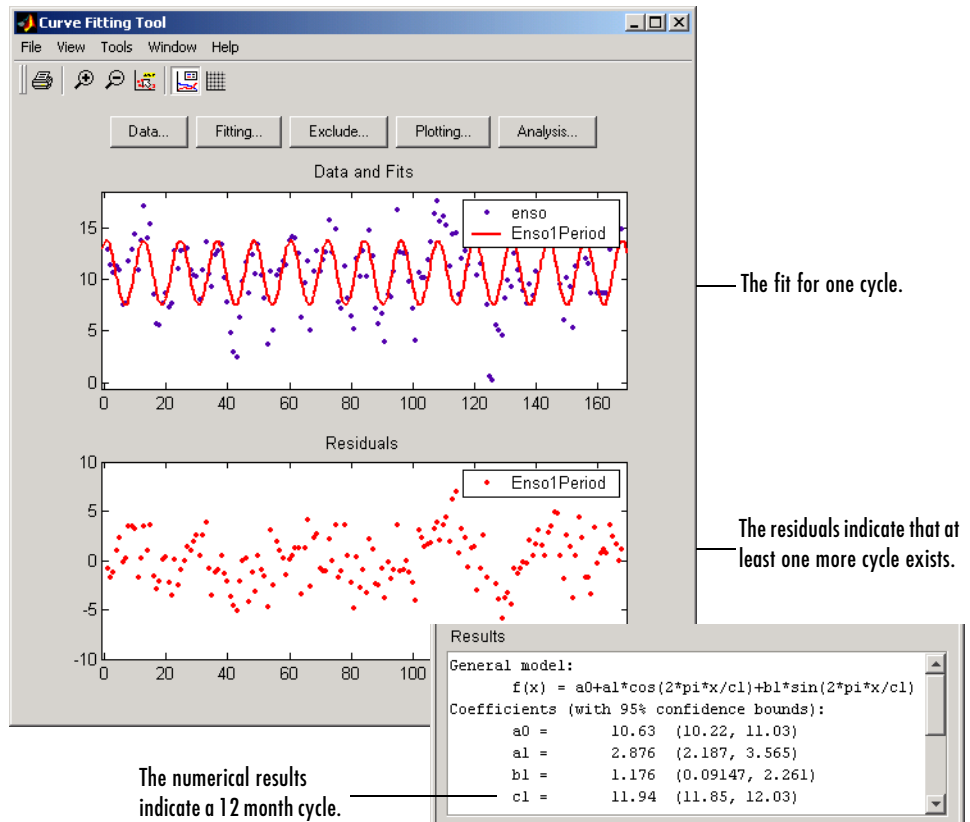 Curve Fitting Tool
File View Tools Window Help
Data... Fitting... Exclude... Plotting... Analysis...
Data and Fits
enso
Enso1Period
15
10
5
0
0 20 40 60 80 100 120 140 160
The fit for one cycle.
Residuals
Enso1Period
10
5
0
-5
-10
0 20 40 60 80 100
The residuals indicate that at
least one more cycle exists.
Results
General model:
f(x) = a0+a1*cos(2*pi*x/c1)+b1*sin(2*pi*x/c1)
Coefficients (with 95% confidence bounds):
a0 = 10.63 (10.22, 11.03)
a1 = 2.876 (2.187, 3.565)
b1 = 1.176 (0.09147, 2.261)
c1 = 11.94 (11.85, 12.03)
The numerical results
indicate a 12 month cycle.